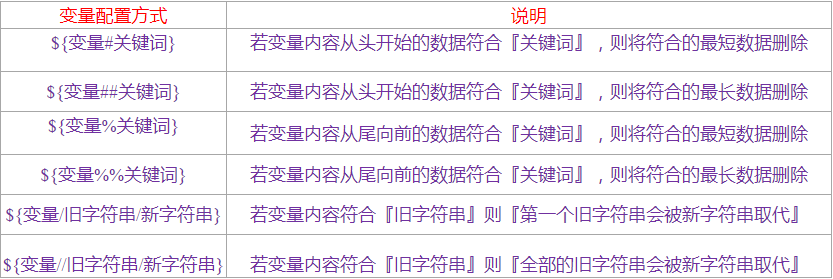 变量配置方式 说明
${变量#关键词} 若变量内容从头开始的数据符合『关键词』，则将符合的最短数据删除
${变量##关键词} 若变量内容从头开始的数据符合『关键词』，则将符合的最长数据删除
${变量%关键词} 若变量内容从尾向前的数据符合『关键词』，则将符合的最短数据删除
${变量%%关键词} 若变量内容从尾向前的数据符合『关键词』，则将符合的最长数据删除
${变量/旧字符串/新字符串} 若变量内容符合『旧字符串』则『第一个旧字符串会被新字符串取代』
${变量//旧字符串/新字符串} 若变量内容符合『旧字符串』则『全部的旧字符串会被新字符串取代』